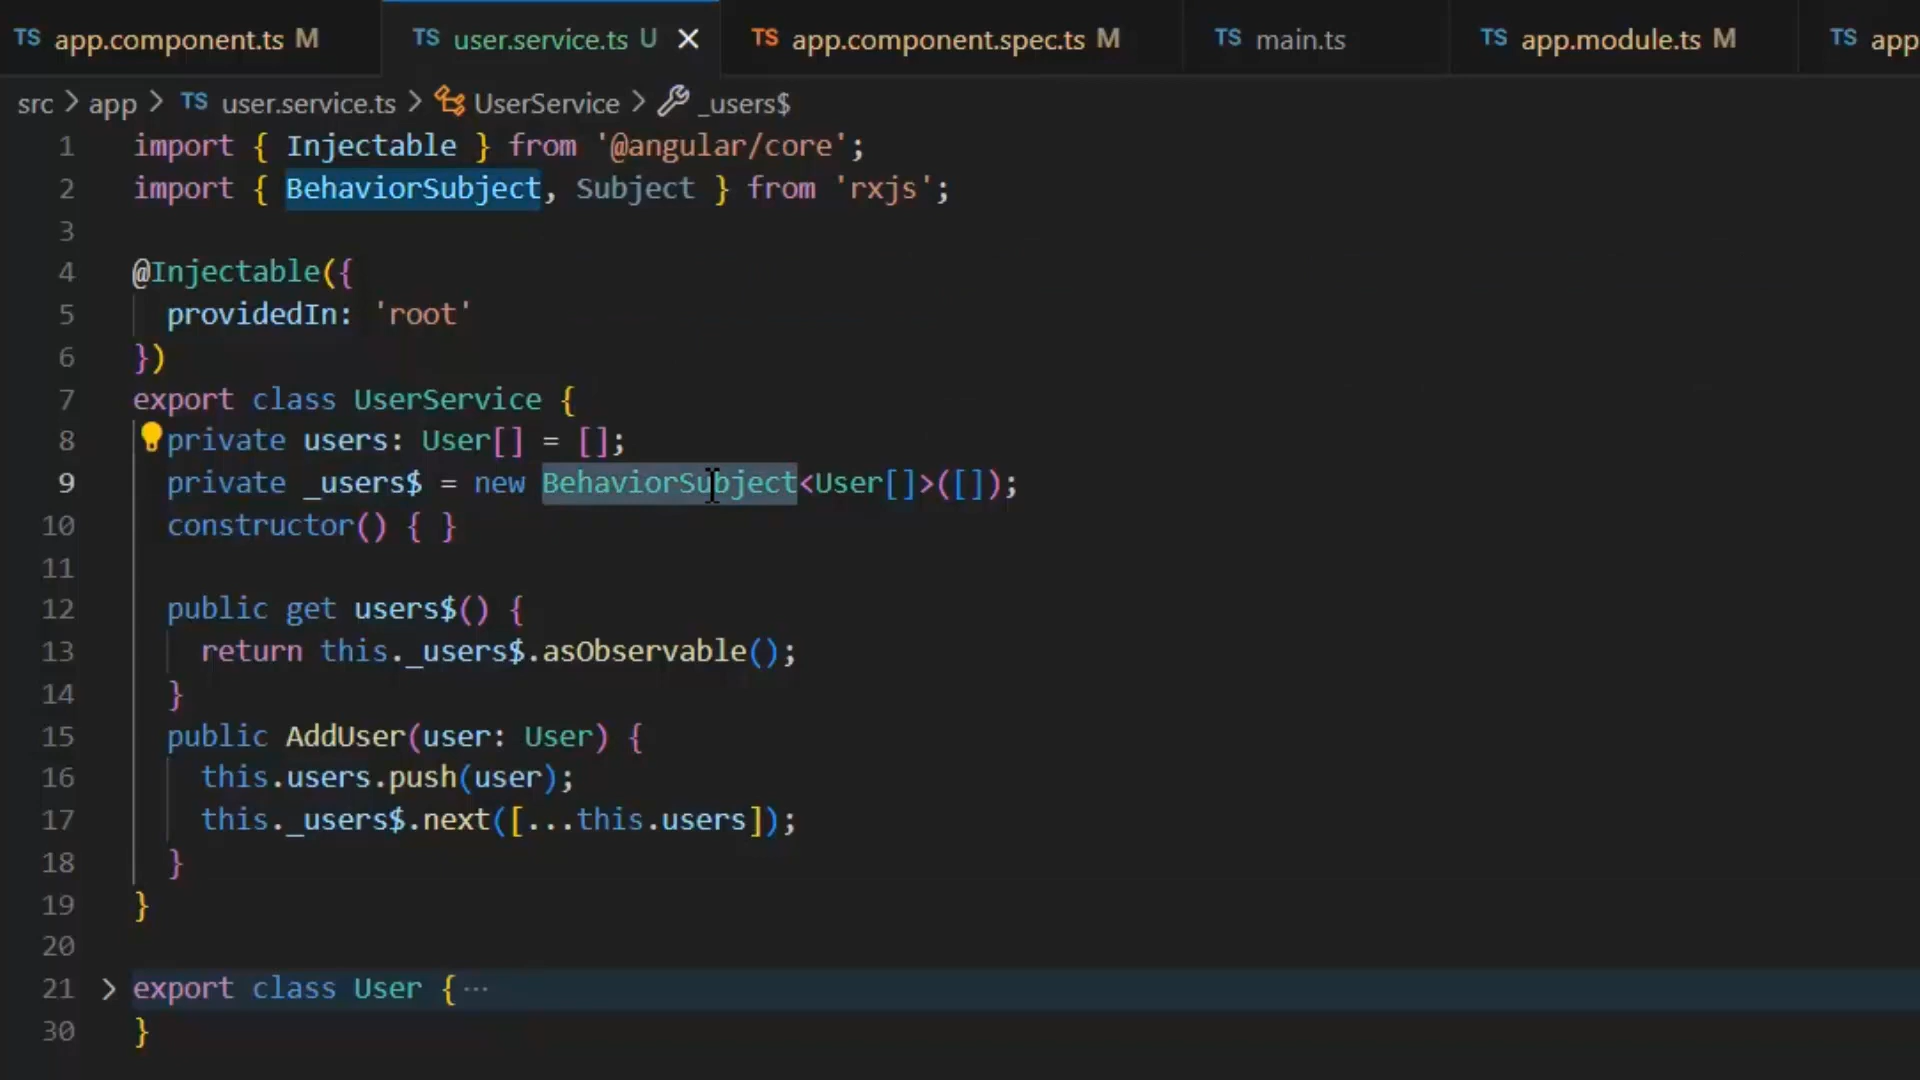 TS app.component.ts M TS user.service.ts U × TS app.component.spec.ts M TS main.ts TS app.module.ts M TS app
src > app > TS user.service.ts > UserService > _users$
1 import { Injectable } from '@angular/core';
2 import { BehaviorSubject, Subject } from 'rxjs';
3
4 @Injectable({
5 providedIn: 'root'
6 })
7 export class UserService {
8 private users: User[] = [];
9 private _users$ = new BehaviorSubject<User[]>([]);
10 constructor() { }
11
12 public get users$() {
13 return this._users$.asObservable();
14 }
15 public AddUser(user: User) {
16 this.users.push(user);
17 this._users$.next([...this.users]);
18 }
19 }
20
21 > export class User { ···
30 }